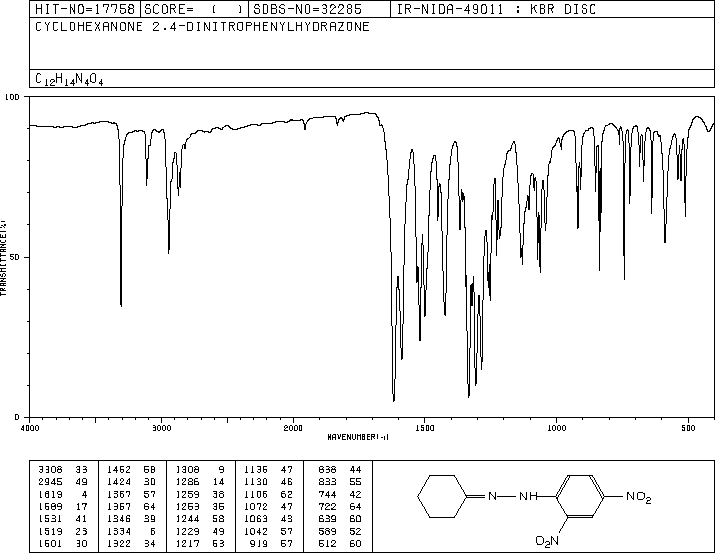 HIT-NO=17758 SCORE= ( ) SDBS-NO=32285 IR-NIDA-49011 : KBR DISC
CYCLOHEXANONE 2,4-DINITROPHENYLHYDRAZONE
C12H14N4O4
100
50
0
TRANSMITTANCE(%)
4000 3000 2000 1500 1000 500
WAVENUMBER(-1)
3308 33 1452 1308 9 1136 47 838 44
2945 49 1424 30 1286 14 1130 46 833 55
1619 4 1367 57 1259 38 1106 62 744 42
1589 17 1357 64 1253 35 1072 47 722 64
1531 41 1346 39 1244 58 1063 43 639 60
1519 23 1334 5 1229 49 1042 57 589 52
1501 30 1322 34 1217 53 919 57 512 60
N NH NO2
O2N